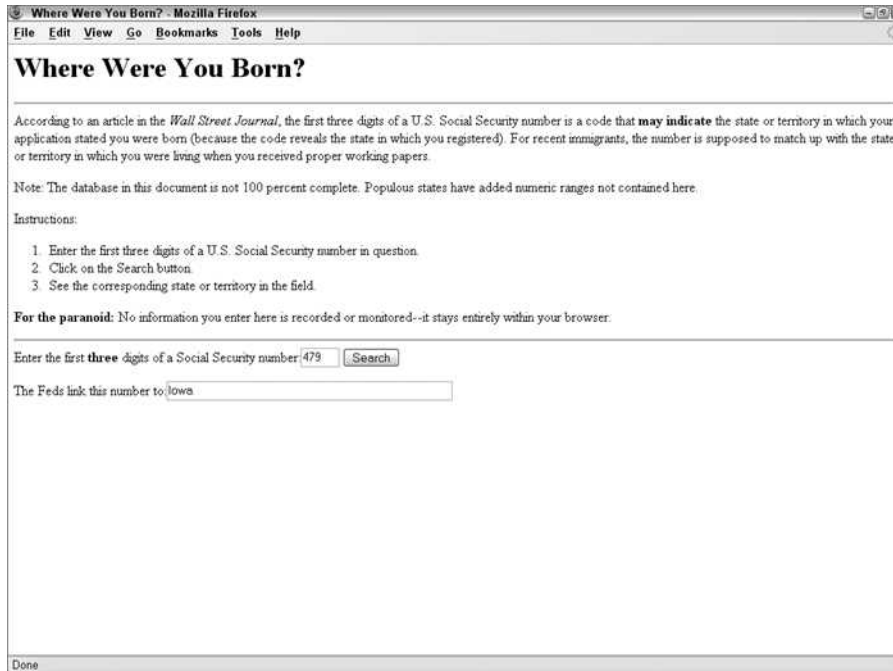 Where Were You Born? - Mozilla Firefox
File Edit View Go Bookmarks Tools Help
Where Were You Born?
According to an article in the Wall Street Journal, the first three digits of a U.S. Social Security number is a code that may indicate the state or territory in which your
application stated you were born (because the code reveals the state in which you registered). For recent immigrants, the number is supposed to match up with the state
or territory in which you were living when you received proper working papers.
Note: The database in this document is not 100 percent complete. Populous states have added numeric ranges not contained here.
Instructions:
1. Enter the first three digits of a U.S. Social Security number in question.
2. Click on the Search button.
3. See the corresponding state or territory in the field.
For the paranoid: No information you enter here is recorded or monitored--it stays entirely within your browser.
Enter the first three digits of a Social Security number: 479 Search
The Feds link this number to: Iowa
Done